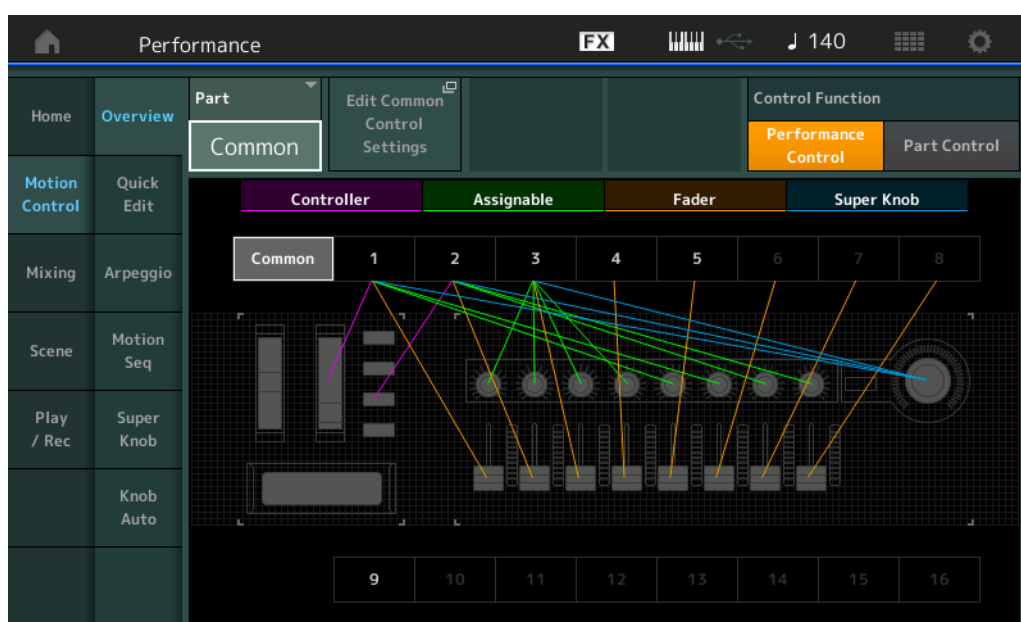 Performance
FX
♩ 140
Home
Overview
Part
Common
Edit Common
Control
Settings
Control Function
Performance
Control
Part Control
Motion
Control
Quick
Edit
Controller
Assignable
Fader
Super Knob
Mixing
Arpeggio
Common
1
2
3
4
5
6
7
8
Scene
Motion
Seq
Play
/ Rec
Super
Knob
Knob
Auto
9
10
11
12
13
14
15
16